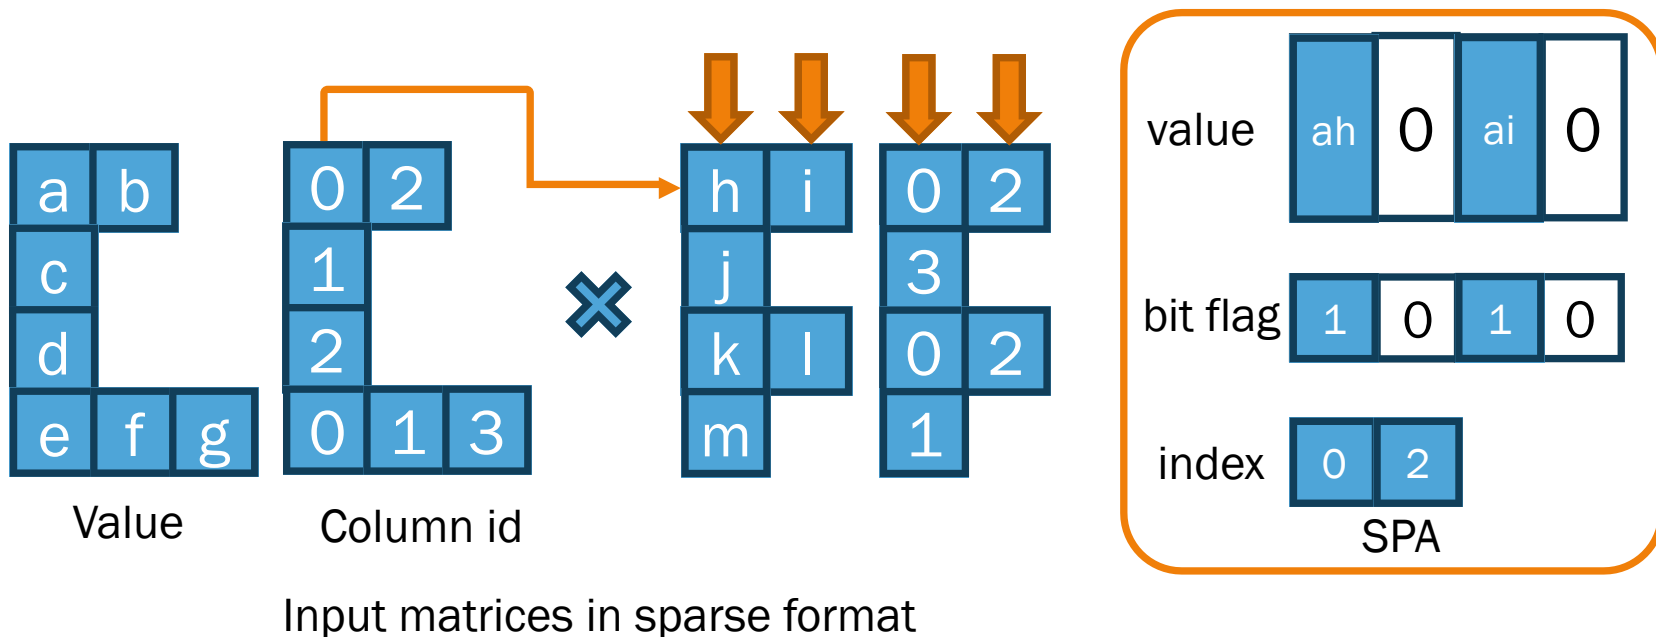 a b
c
d
e f g
Value
0 2
1
2
0 1 3
Column id
h i
j
k l
m
0 2
3
0 2
1
Input matrices in sparse format
value
ah 0 ai 0
bit flag
1 0 1 0
index
0 2
SPA